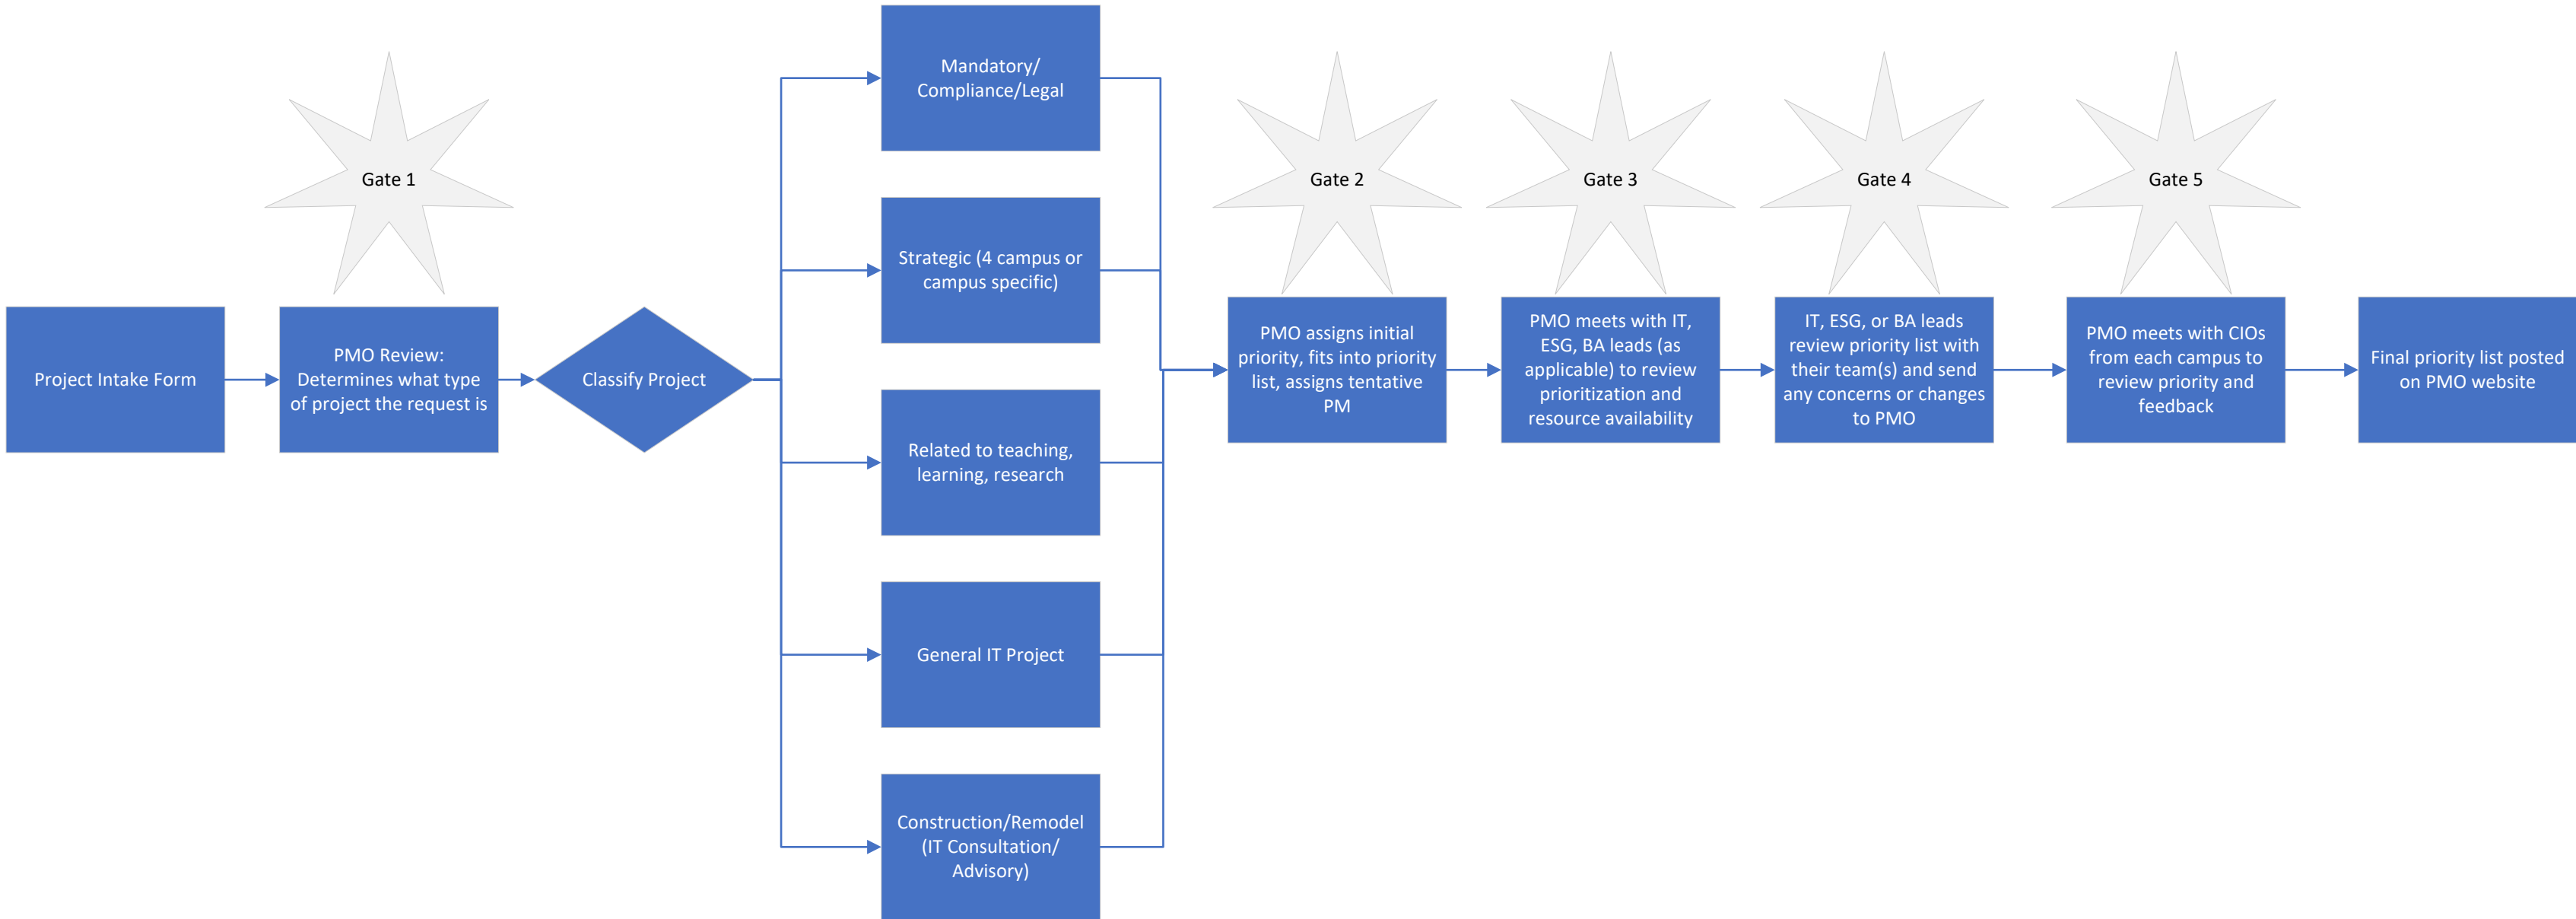 Project Intake Form
Gate 1
PMO Review:
Determines what type
of project the request is
Classify Project
Mandatory/
Compliance/Legal
Strategic (4 campus or
campus specific)
Related to teaching,
learning, research
General IT Project
Construction/Remodel
(IT Consultation/
Advisory)
Gate 2
PMO assigns initial
priority, fits into priority
list, assigns tentative
PM
Gate 3
PMO meets with IT,
ESG, BA leads (as
applicable) to review
prioritization and
resource availability
Gate 4
IT, ESG, or BA leads
review priority list with
their team(s) and send
any concerns or changes
to PMO
Gate 5
PMO meets with CIOs
from each campus to
review priority and
feedback
Final priority list posted
on PMO website